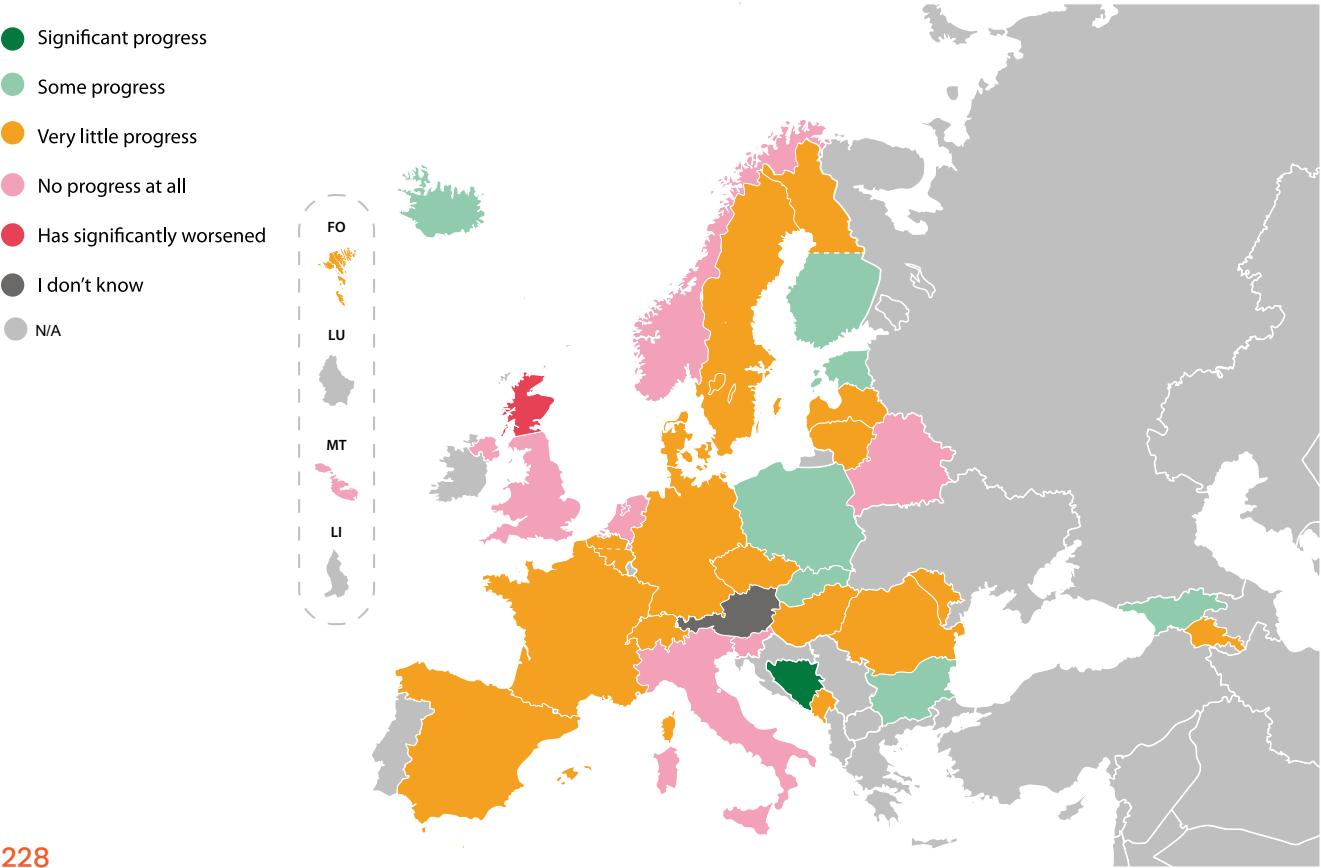 Significant progress
Some progress
Very little progress
No progress at all
Has significantly worsened
I don't know
N/A
FO
LU
MT
LI
228